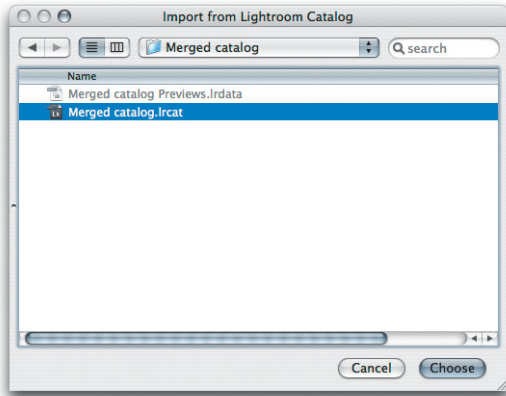 Import from Lightroom Catalog
Merged catalog
search
Name
Merged catalog Previews.lrdata
Merged catalog.lrcat
Cancel
Choose